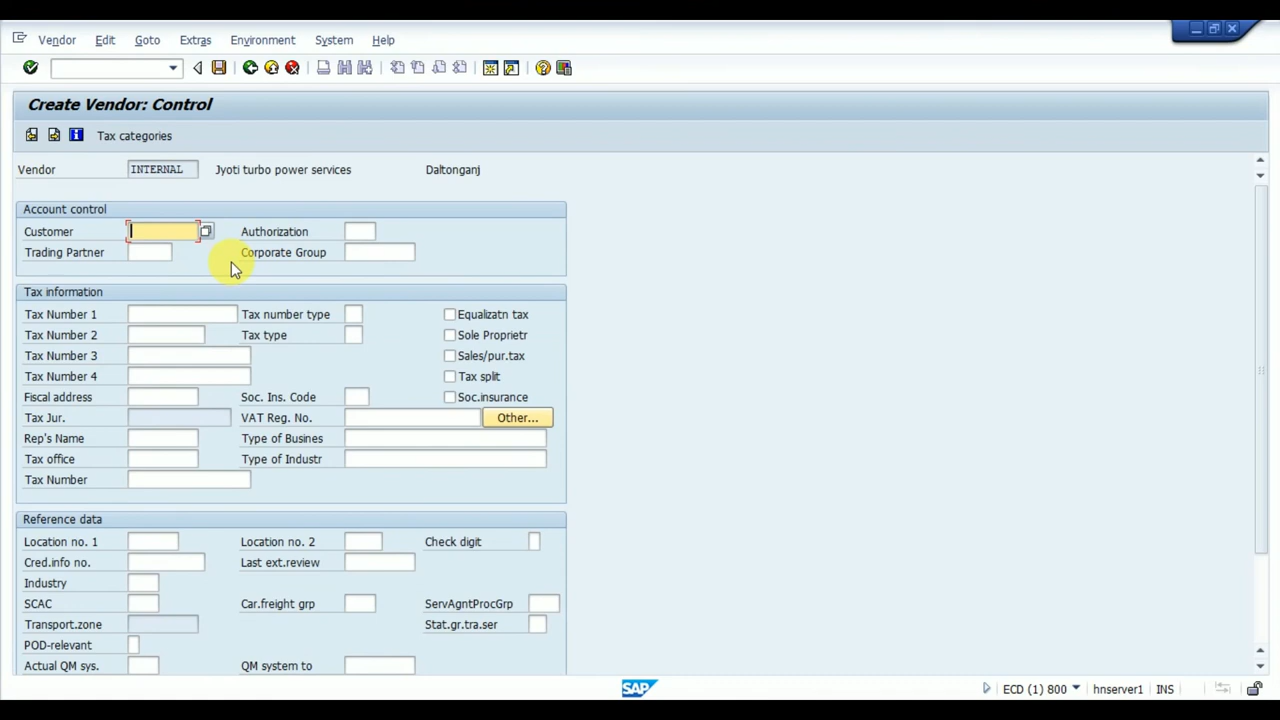 Vendor Edit Goto Extras Environment System Help
Create Vendor: Control
Tax categories
Vendor INTERNAL Jyoti turbo power services Daltonganj
Account control
Customer Authorization
Trading Partner Corporate Group
Tax information
Tax Number 1 Tax number type Equalizatn tax
Tax Number 2 Tax type Sole Proprietr
Tax Number 3 Sales/pur.tax
Tax Number 4 Tax split
Fiscal address Soc. Ins. Code Soc.insurance
Tax Jur. VAT Reg. No. Other...
Rep's Name Type of Busines
Tax office Type of Industr
Tax Number
Reference data
Location no. 1 Location no. 2 Check digit
Cred.info no. Last ext.review
Industry
SCAC Car.freight grp ServAgntProcGrp
Transport.zone Stat.gr.tra.ser
POD-relevant
Actual QM sys. QM system to
SAP ECD (1) 800 hnserver1 INS